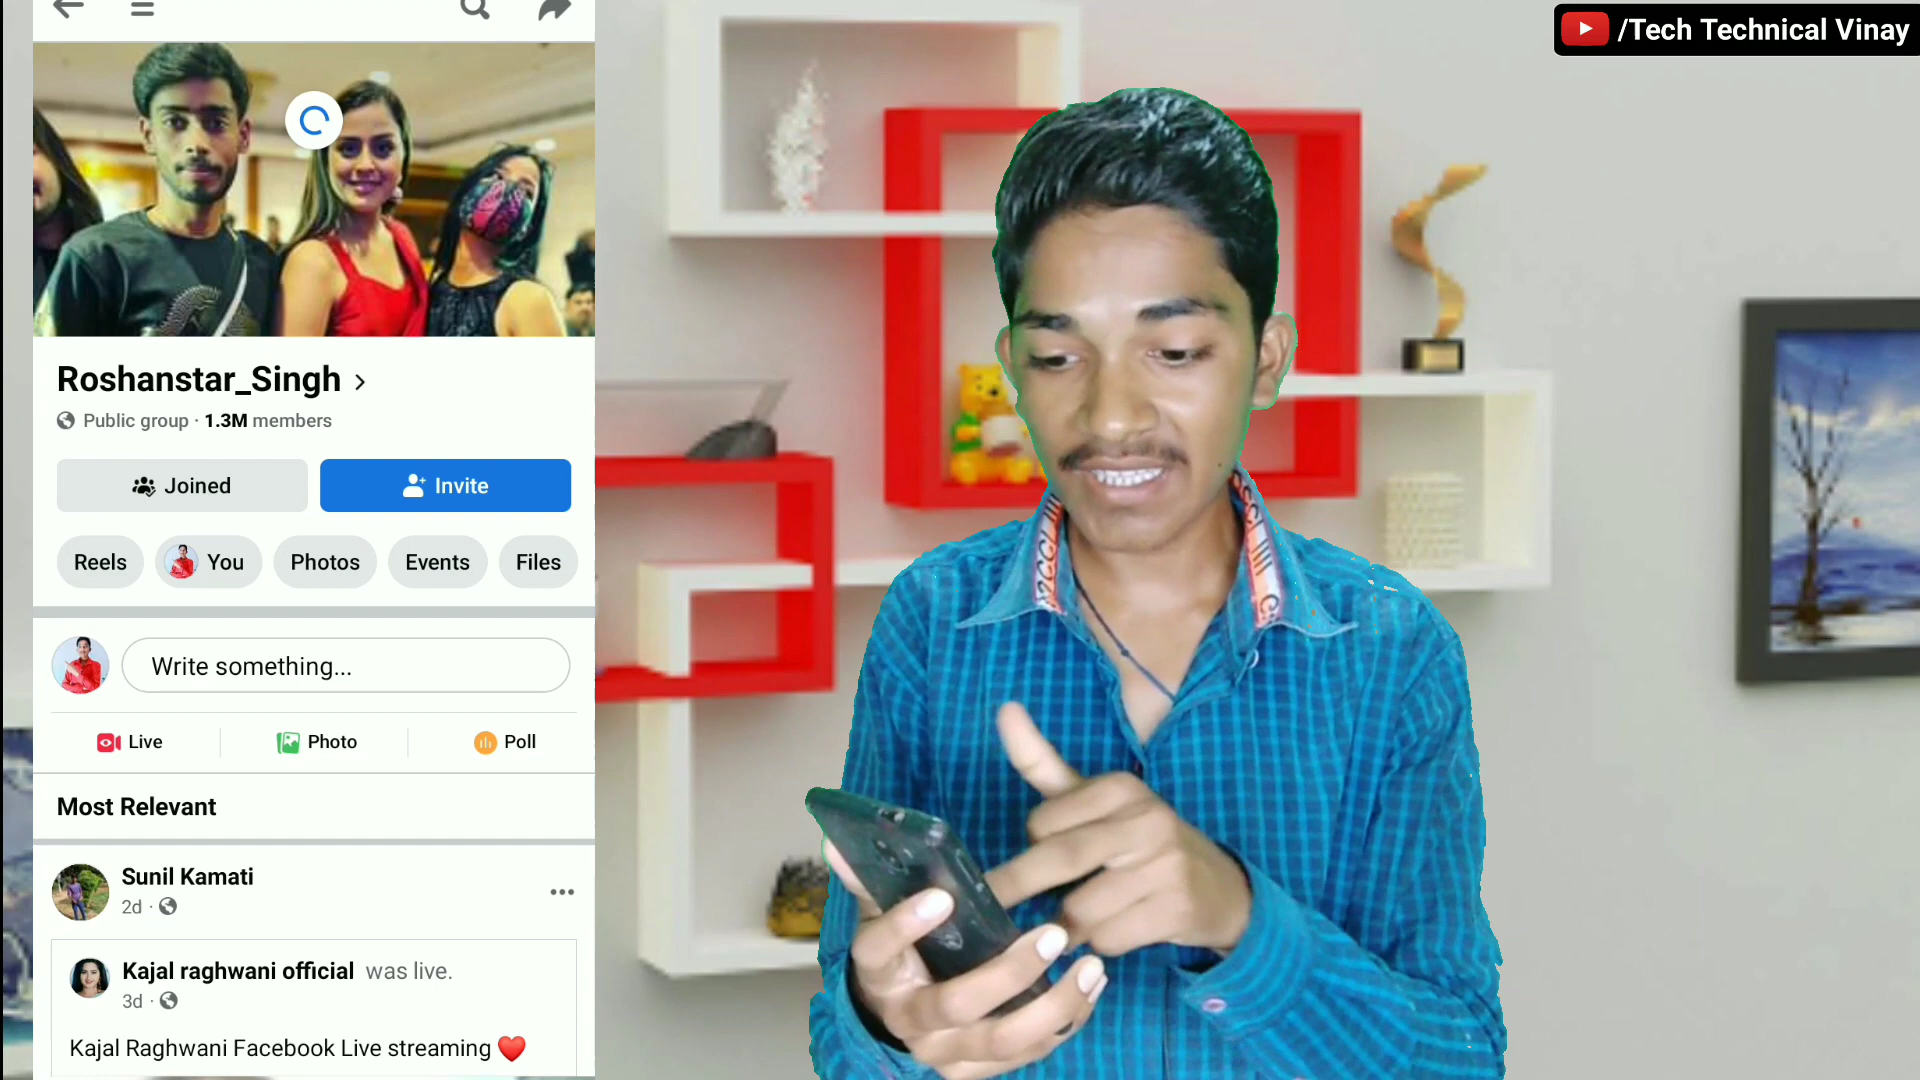 /Tech Technical Vinay
Roshanstar_Singh
Public group · 1.3M members
Joined
Invite
Reels
You
Photos
Events
Files
Write something...
Live
Photo
Poll
Most Relevant
Sunil Kamati
2d ·
Kajal raghwani official was live.
3d ·
Kajal Raghwani Facebook Live streaming ❤️